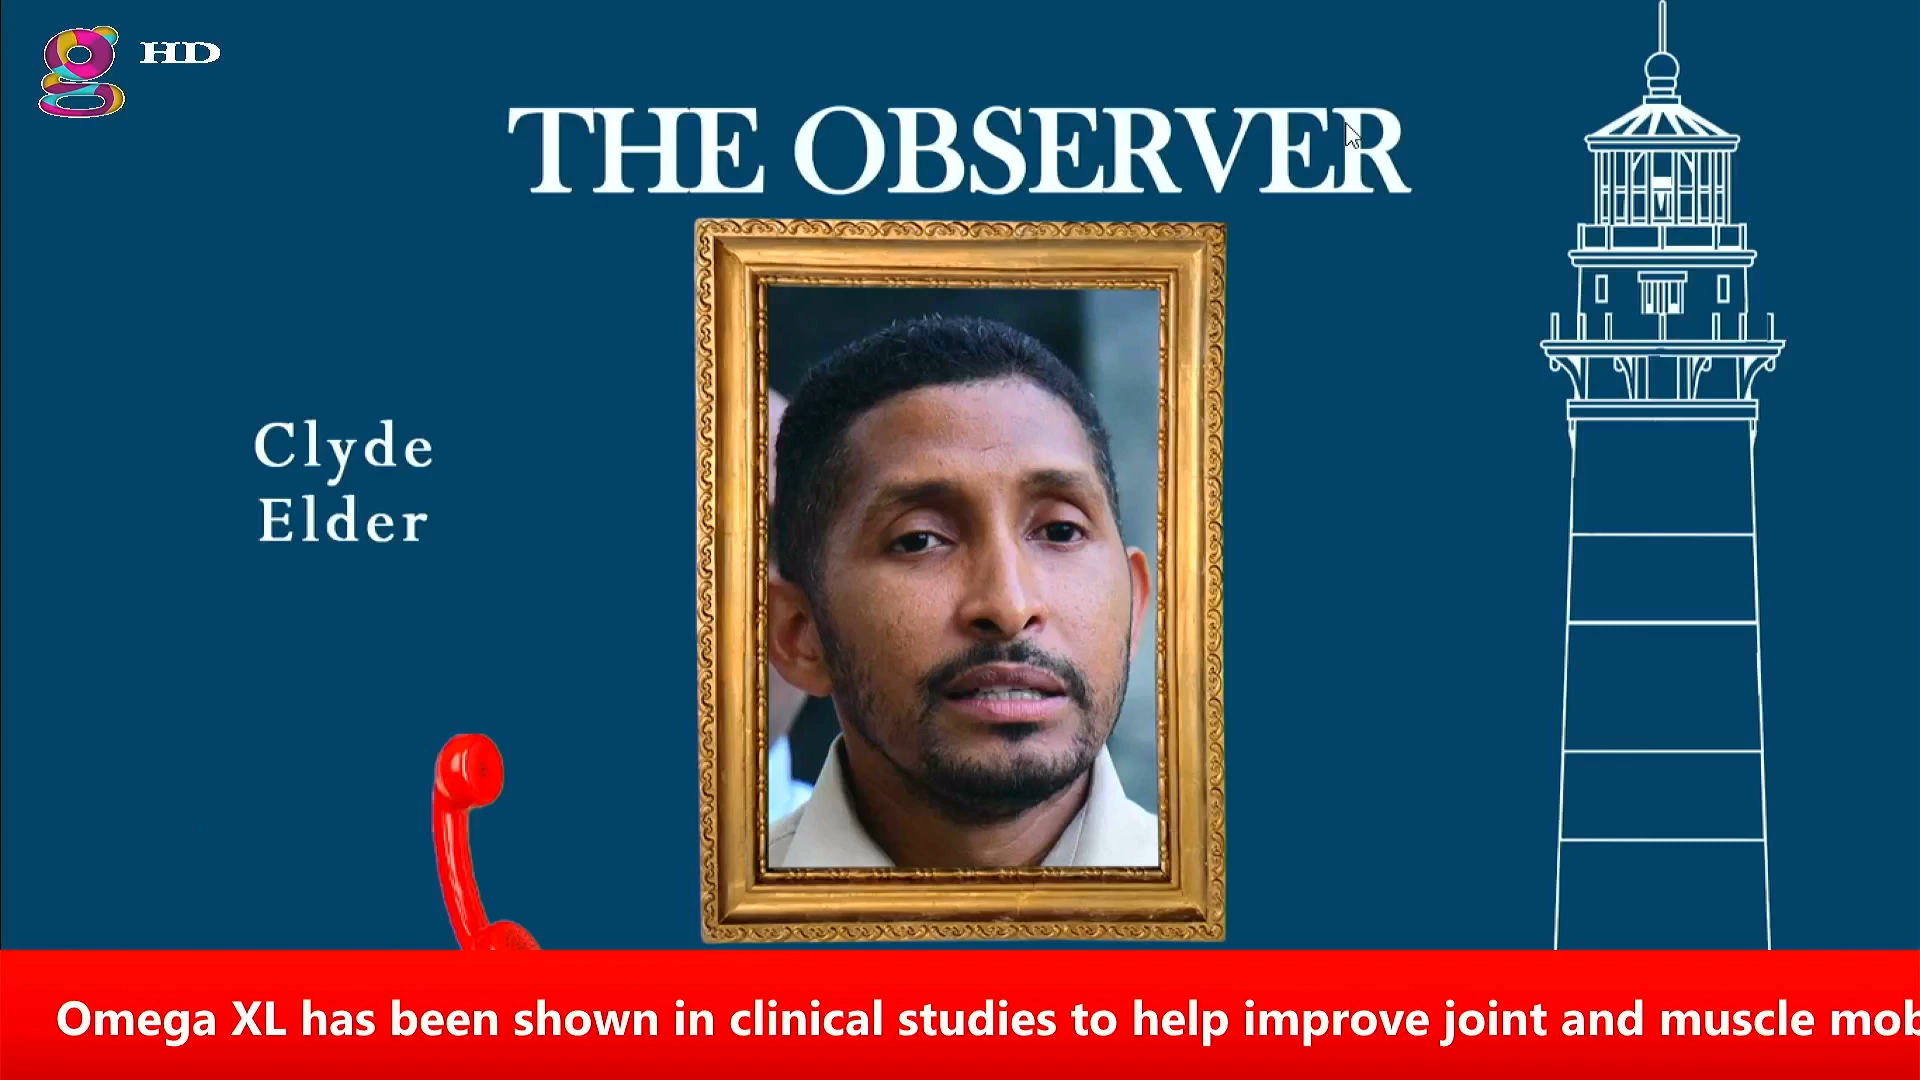 g HD
THE OBSERVER
Clyde
Elder
Omega XL has been shown in clinical studies to help improve joint and muscle mob